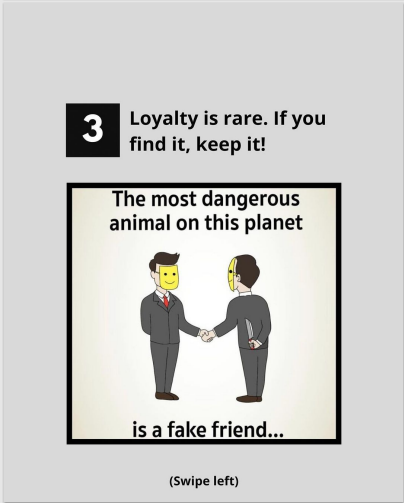 3
Loyalty is rare. If you
find it, keep it!
The most dangerous
animal on this planet
is a fake friend...
(Swipe left)